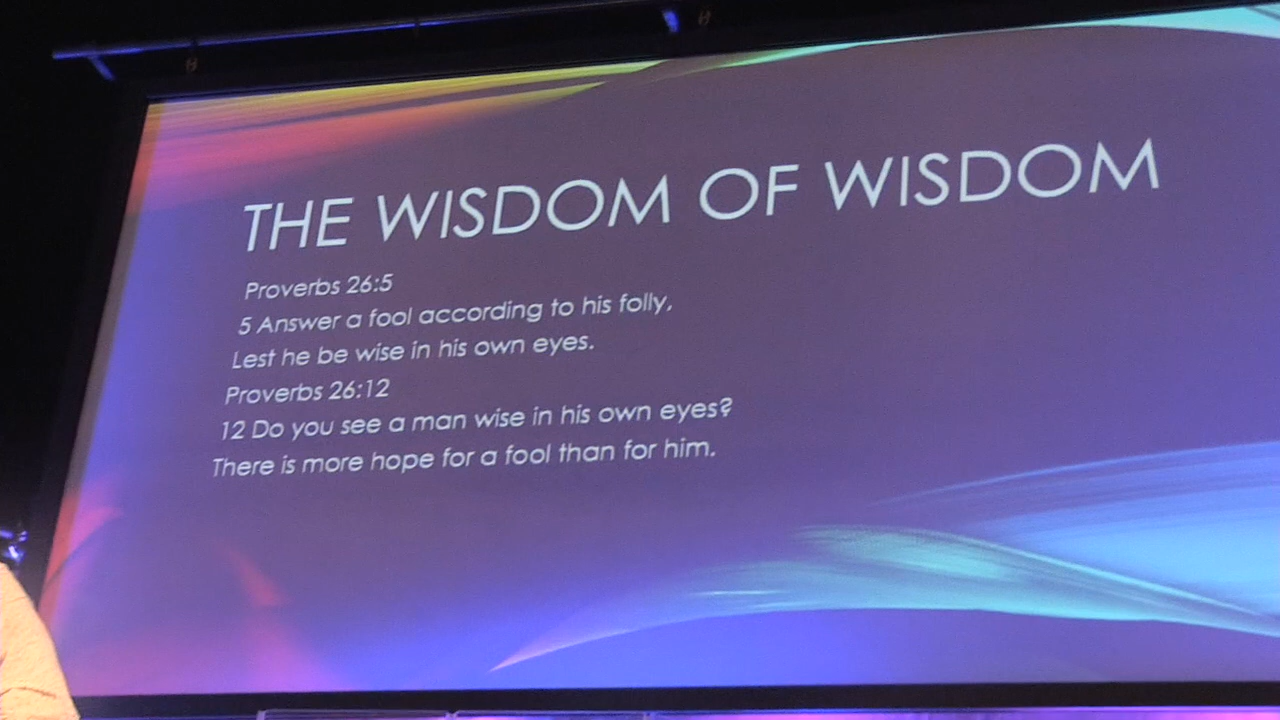 THE WISDOM OF WISDOM
Proverbs 26:5
5 Answer a fool according to his folly,
Lest he be wise in his own eyes.
Proverbs 26:12
12 Do you see a man wise in his own eyes?
There is more hope for a fool than for him.